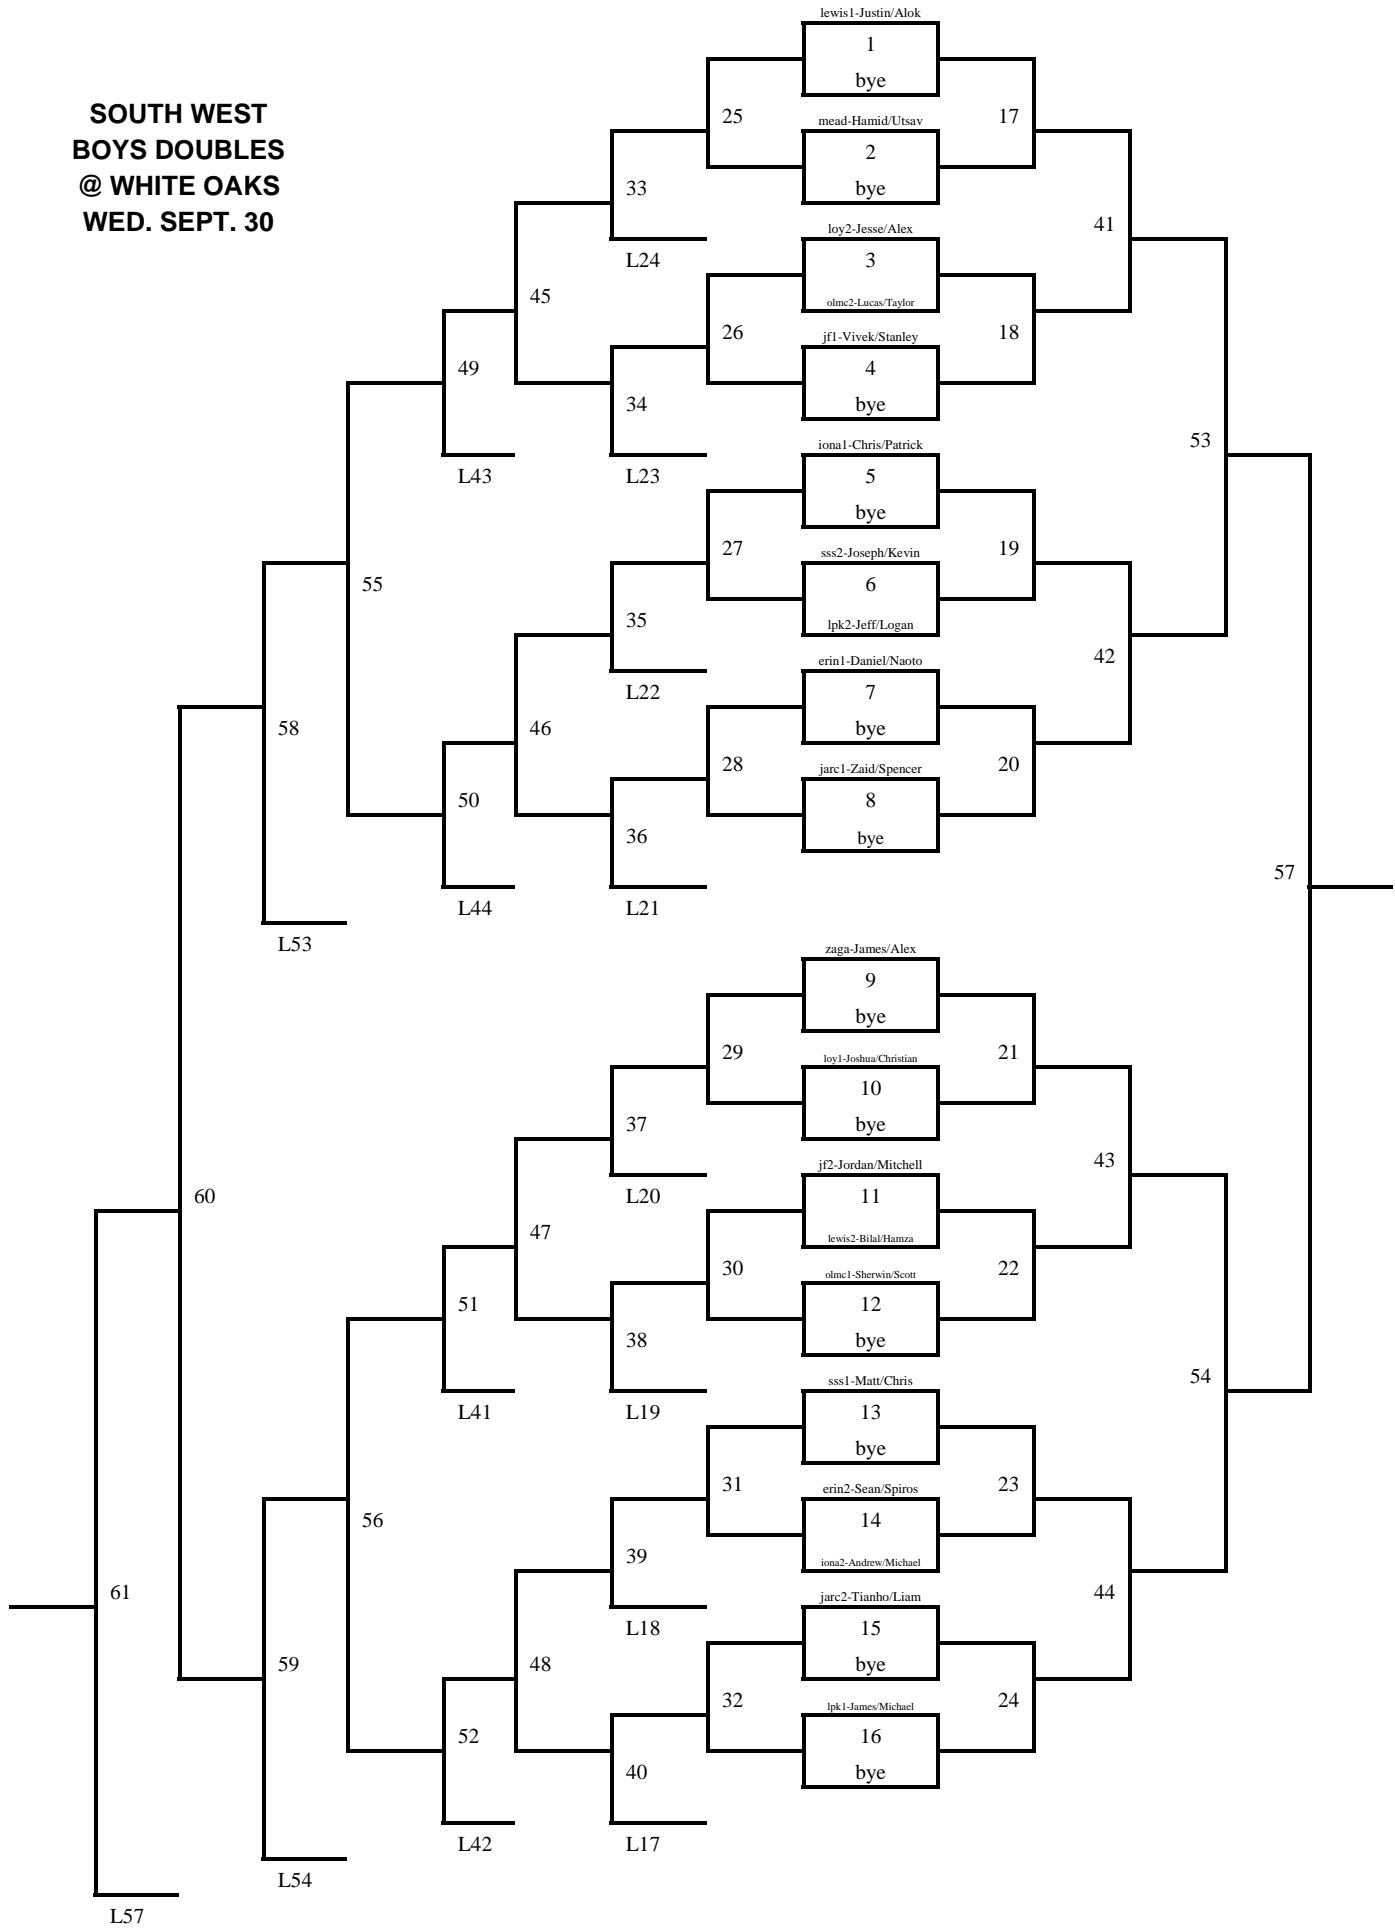 lewis1-Justin/Alok
1
bye
SOUTH WEST
BOYS DOUBLES
@ WHITE OAKS
WED. SEPT. 30
25
17
mead-Hamid/Utsav
2
bye
33
41
loy2-Jesse/Alex
3
L24
45
olmc2-Lucas/Taylor
26
18
jf1-Vivek/Stanley
4
bye
49
34
53
iona1-Chris/Patrick
5
bye
L43
L23
27
19
sss2-Joseph/Kevin
6
lpk2-Jeff/Logan
55
35
42
erin1-Daniel/Naoto
7
bye
L22
58
46
28
20
jarc1-Zaid/Spencer
8
bye
50
36
57
L44
L21
L53
zaga-James/Alex
9
bye
29
21
loy1-Joshua/Christian
10
bye
37
43
jf2-Jordan/Mitchell
11
lewis2-Bilal/Hamza
60
L20
47
30
22
olmc1-Sherwin/Scott
12
bye
51
38
54
sss1-Matt/Chris
13
bye
L41
L19
31
23
erin2-Sean/Spiros
14
iona2-Andrew/Michael
56
39
61
44
jarc2-Tianho/Liam
15
bye
L18
59
48
32
24
lpk1-James/Michael
16
bye
52
40
L42
L17
L54
L57